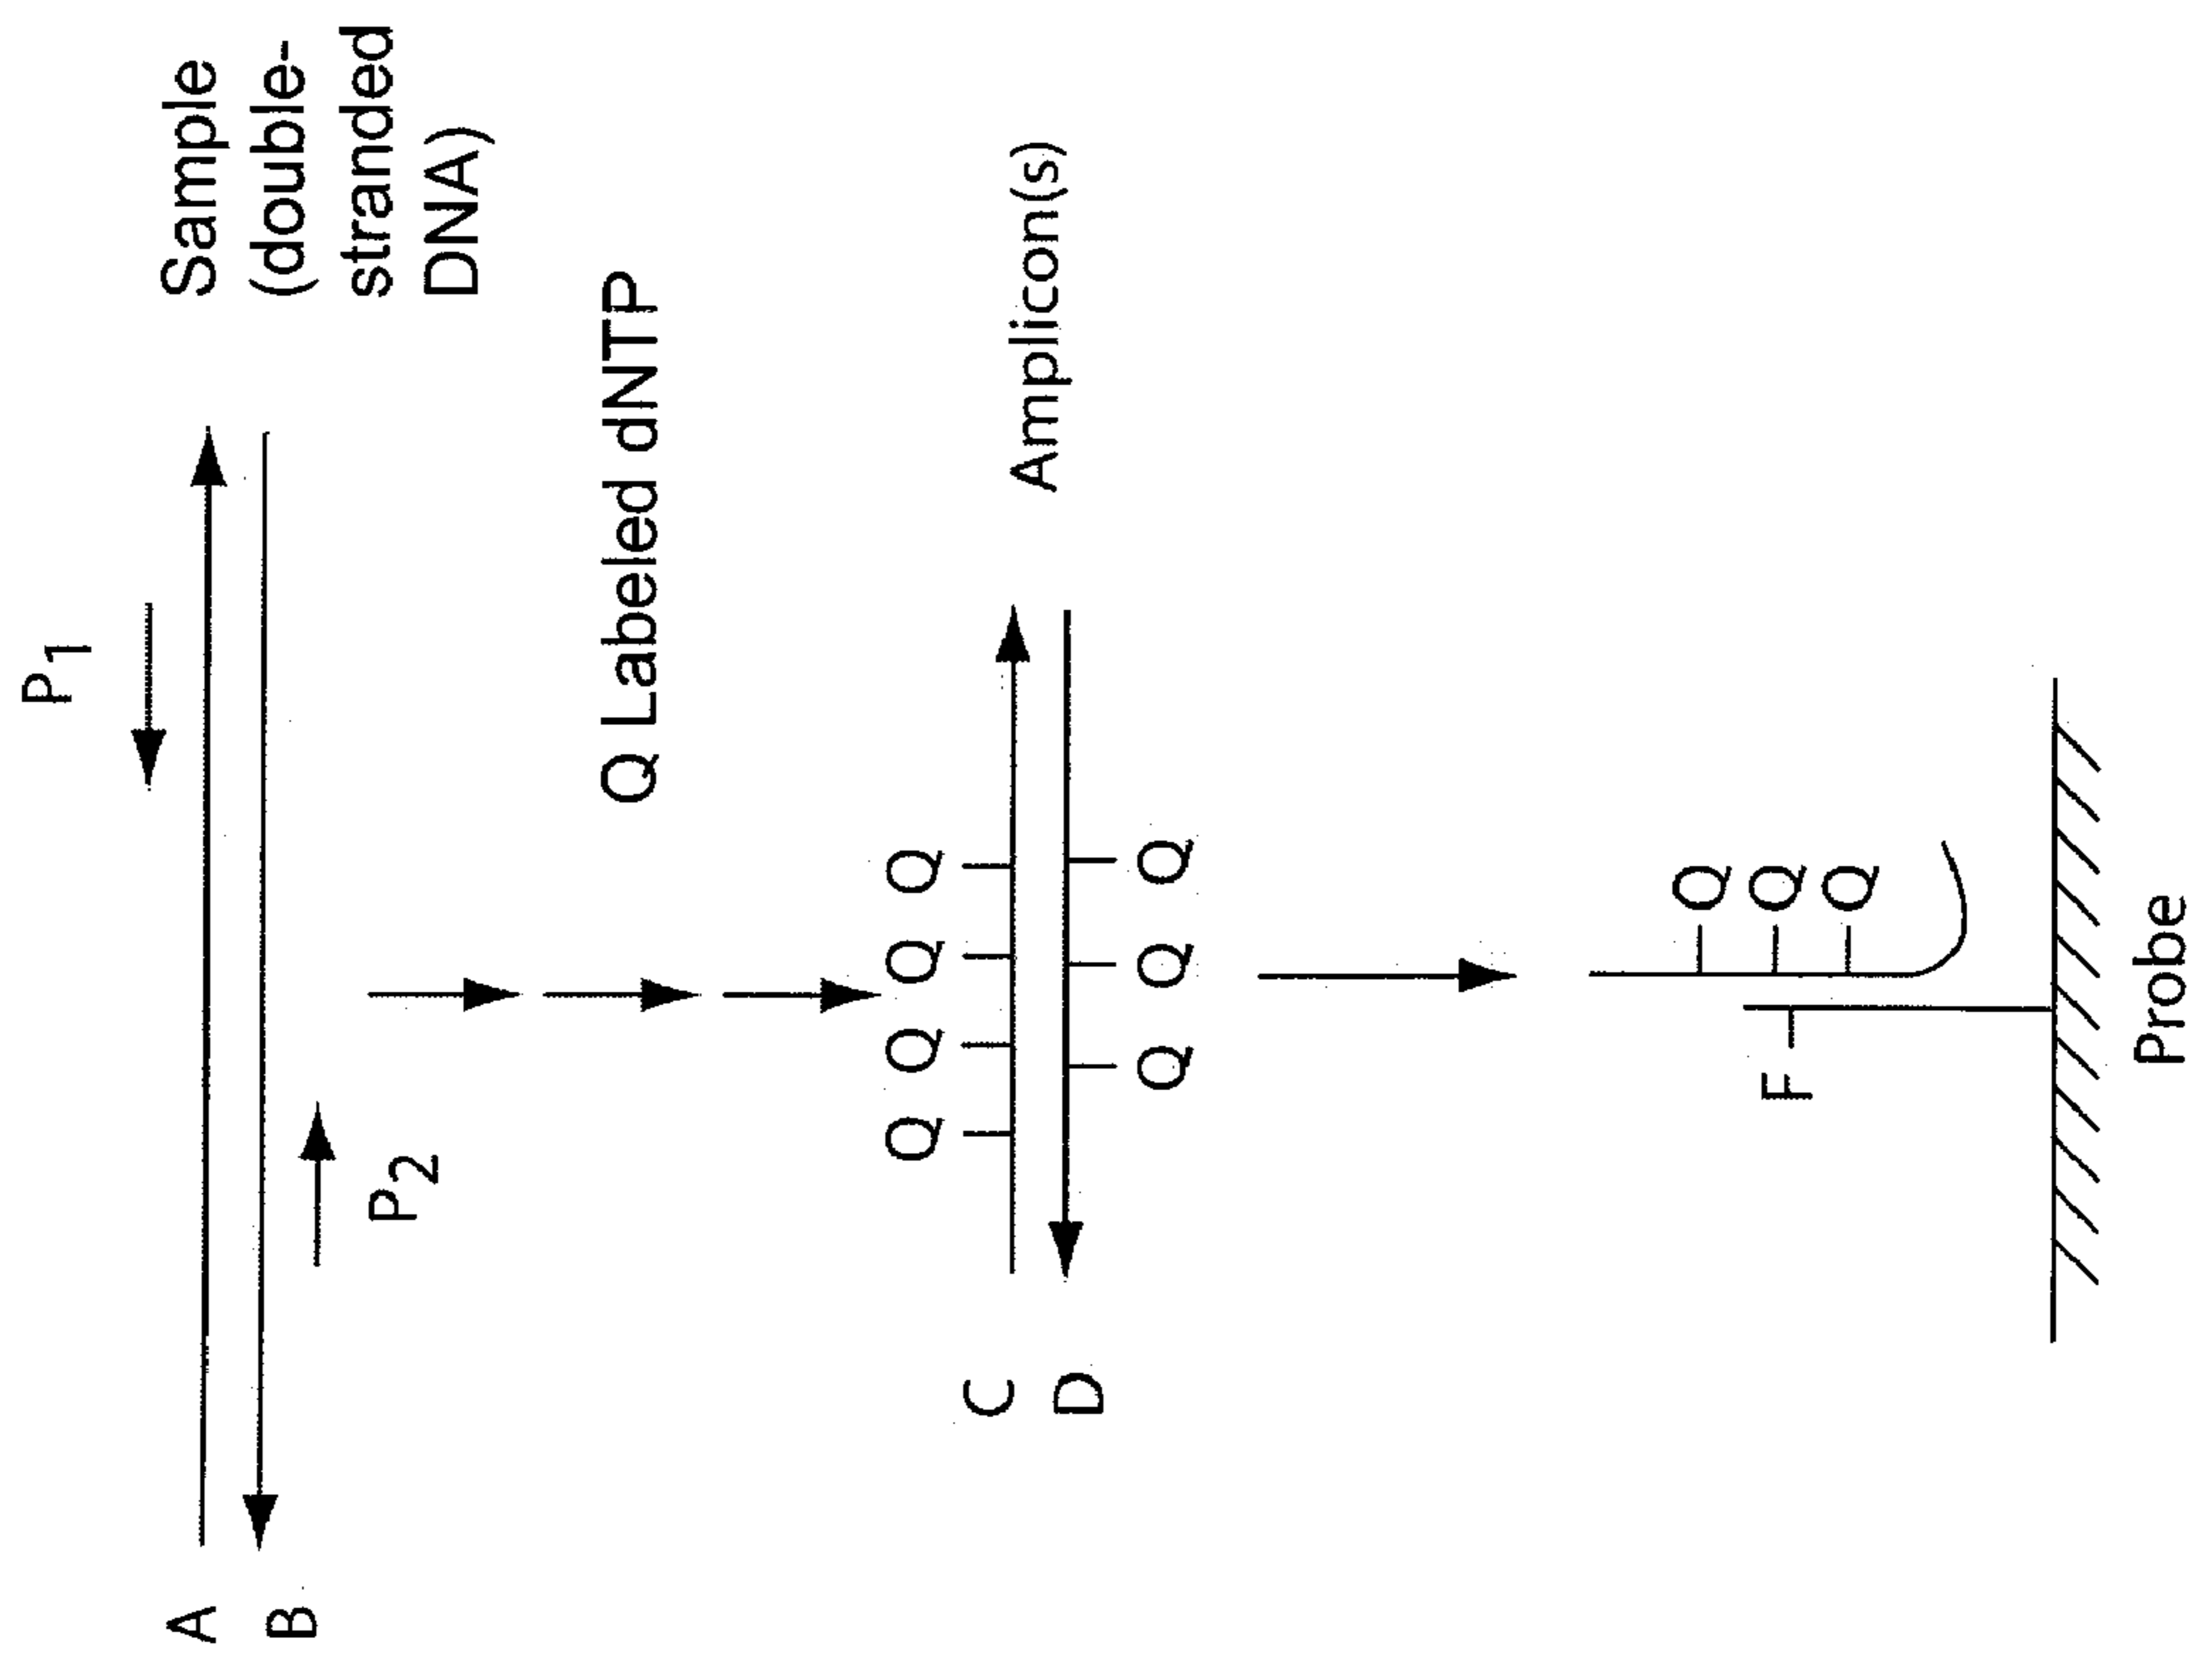 P1
A
Sample
B
(double-
stranded
DNA)
P2
Q Labeled dNTP
Q Q Q Q
C
Amplicon(s)
D
Q Q Q
Q
Q
F
Q
Probe